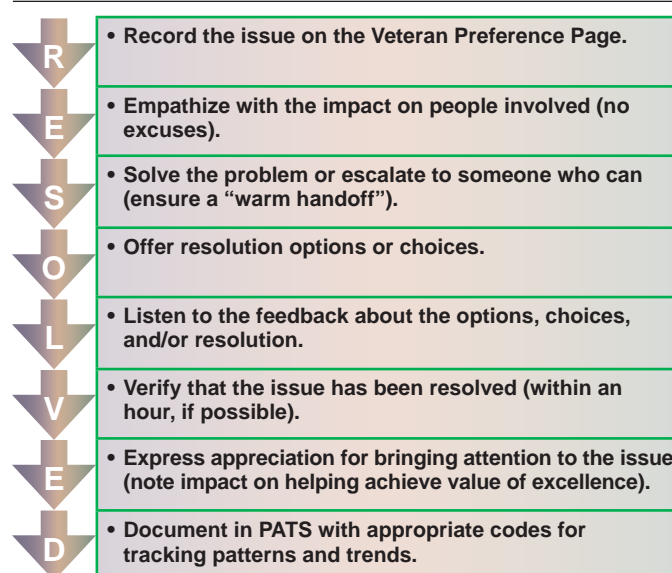 R
• Record the issue on the Veteran Preference Page.
E
• Empathize with the impact on people involved (no
excuses).
S
• Solve the problem or escalate to someone who can
(ensure a “warm handoff”).
O
• Offer resolution options or choices.
L
• Listen to the feedback about the options, choices,
and/or resolution.
V
• Verify that the issue has been resolved (within an
hour, if possible).
E
• Express appreciation for bringing attention to the issue
(note impact on helping achieve value of excellence).
D
• Document in PATS with appropriate codes for
tracking patterns and trends.